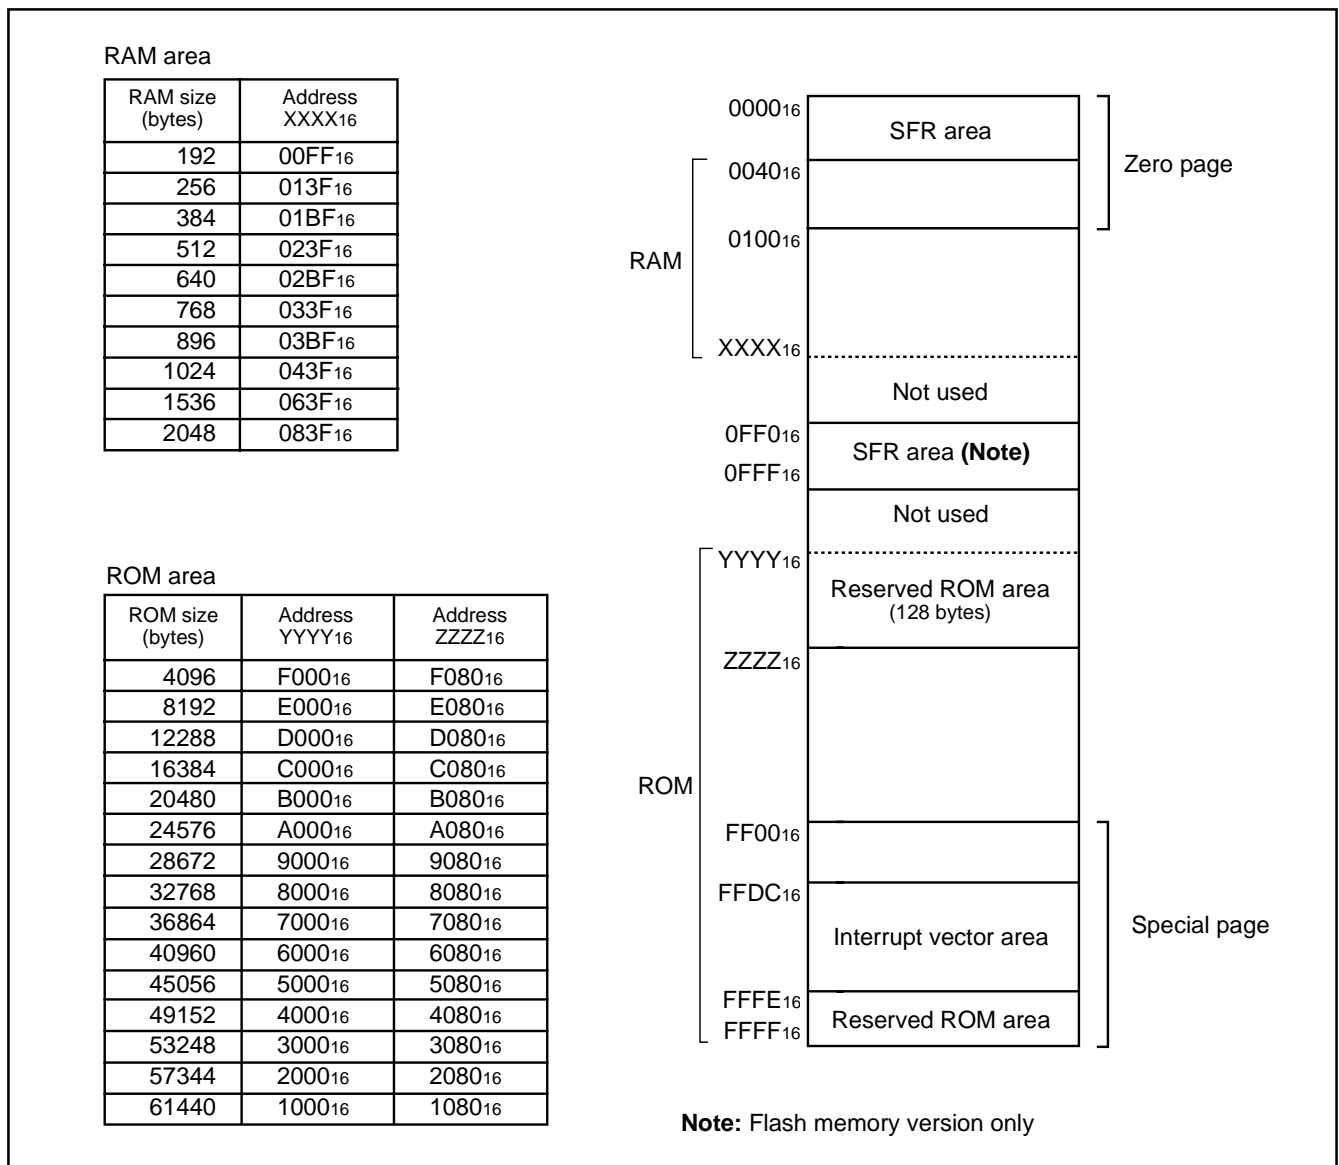 RAM area
RAM size (bytes) Address XXXX16
192 00FF16
256 013F16
384 01BF16
512 023F16
640 02BF16
768 033F16
896 03BF16
1024 043F16
1536 063F16
2048 083F16
ROM area
ROM size (bytes) Address YYYY16 Address ZZZZ16
4096 F00016 F08016
8192 E00016 E08016
12288 D00016 D08016
16384 C00016 C08016
20480 B00016 B08016
24576 A00016 A08016
28672 900016 908016
32768 800016 808016
36864 700016 708016
40960 600016 608016
45056 500016 508016
49152 400016 408016
53248 300016 308016
57344 200016 208016
61440 100016 108016
000016
SFR area
Zero page
004016
010016
RAM
XXXX16
Not used
0FF016
SFR area (Note)
0FFF16
Not used
YYYY16
Reserved ROM area
(128 bytes)
ZZZZ16
ROM
FF0016
FFDC16
Interrupt vector area
Special page
FFFE16
Reserved ROM area
FFFF16
Note: Flash memory version only